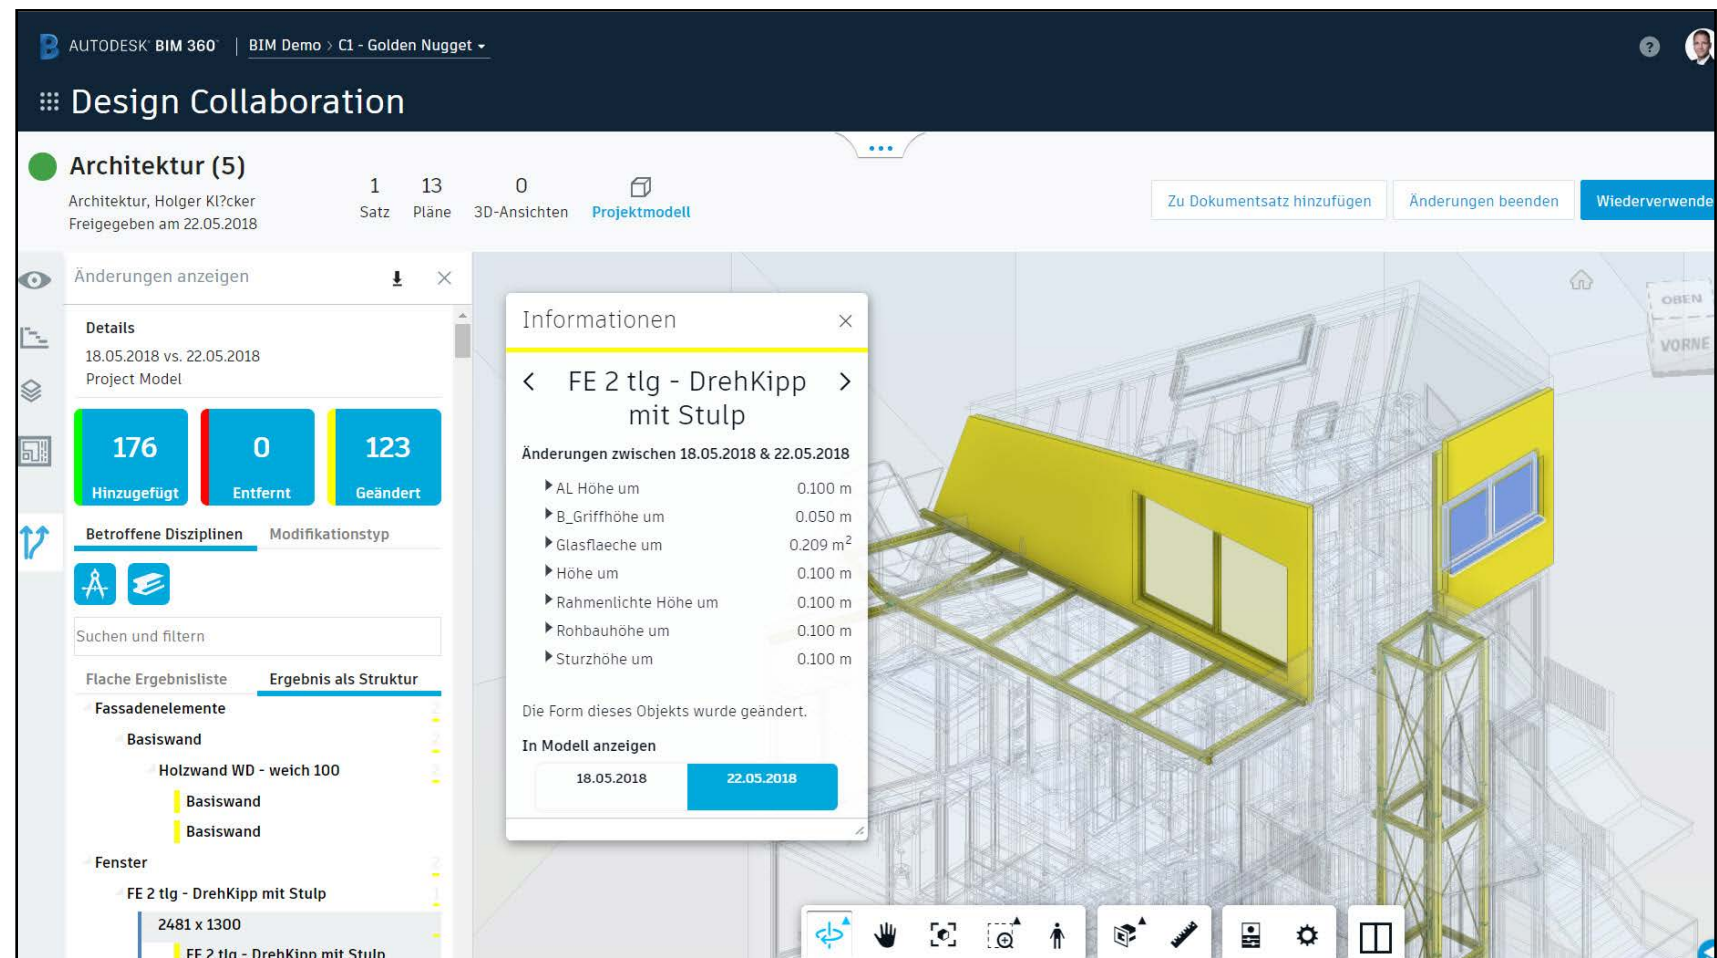 AUTODESK® BIM 360™ | BIM Demo > C1 - Golden Nugget
?
Design Collaboration
Architektur (5)
Architektur, Holger Kl?cker
Freigegeben am 22.05.2018
1 Satz
13 Pläne
0 3D-Ansichten
Projektmodell
Zu Dokumentsatz hinzufügen
Änderungen beenden
Wiederverwende
Änderungen anzeigen
Details
18.05.2018 vs. 22.05.2018
Project Model
176 Hinzugefügt
0 Entfernt
123 Geändert
Betroffene Disziplinen Modifikationstyp
Suchen und filtern
Flache Ergebnisliste Ergebnis als Struktur
Fassadenelemente 2
Basiswand 2
Holzwand WD - weich 100 2
Basiswand
Basiswand
Fenster 2
FE 2 tlg - DrehKipp mit Stulp 1
2481 x 1300
FE 2 tlg - DrehKipp mit Stulp
Informationen
FE 2 tlg - DrehKipp
mit Stulp
Änderungen zwischen 18.05.2018 & 22.05.2018
AL Höhe um 0.100 m
B_Griffhöhe um 0.050 m
Glasflaeche um 0.209 m²
Höhe um 0.100 m
Rahmenlichte Höhe um 0.100 m
Rohbauhöhe um 0.100 m
Sturzhöhe um 0.100 m
Die Form dieses Objekts wurde geändert.
In Modell anzeigen
18.05.2018 22.05.2018
OBEN
VORNE